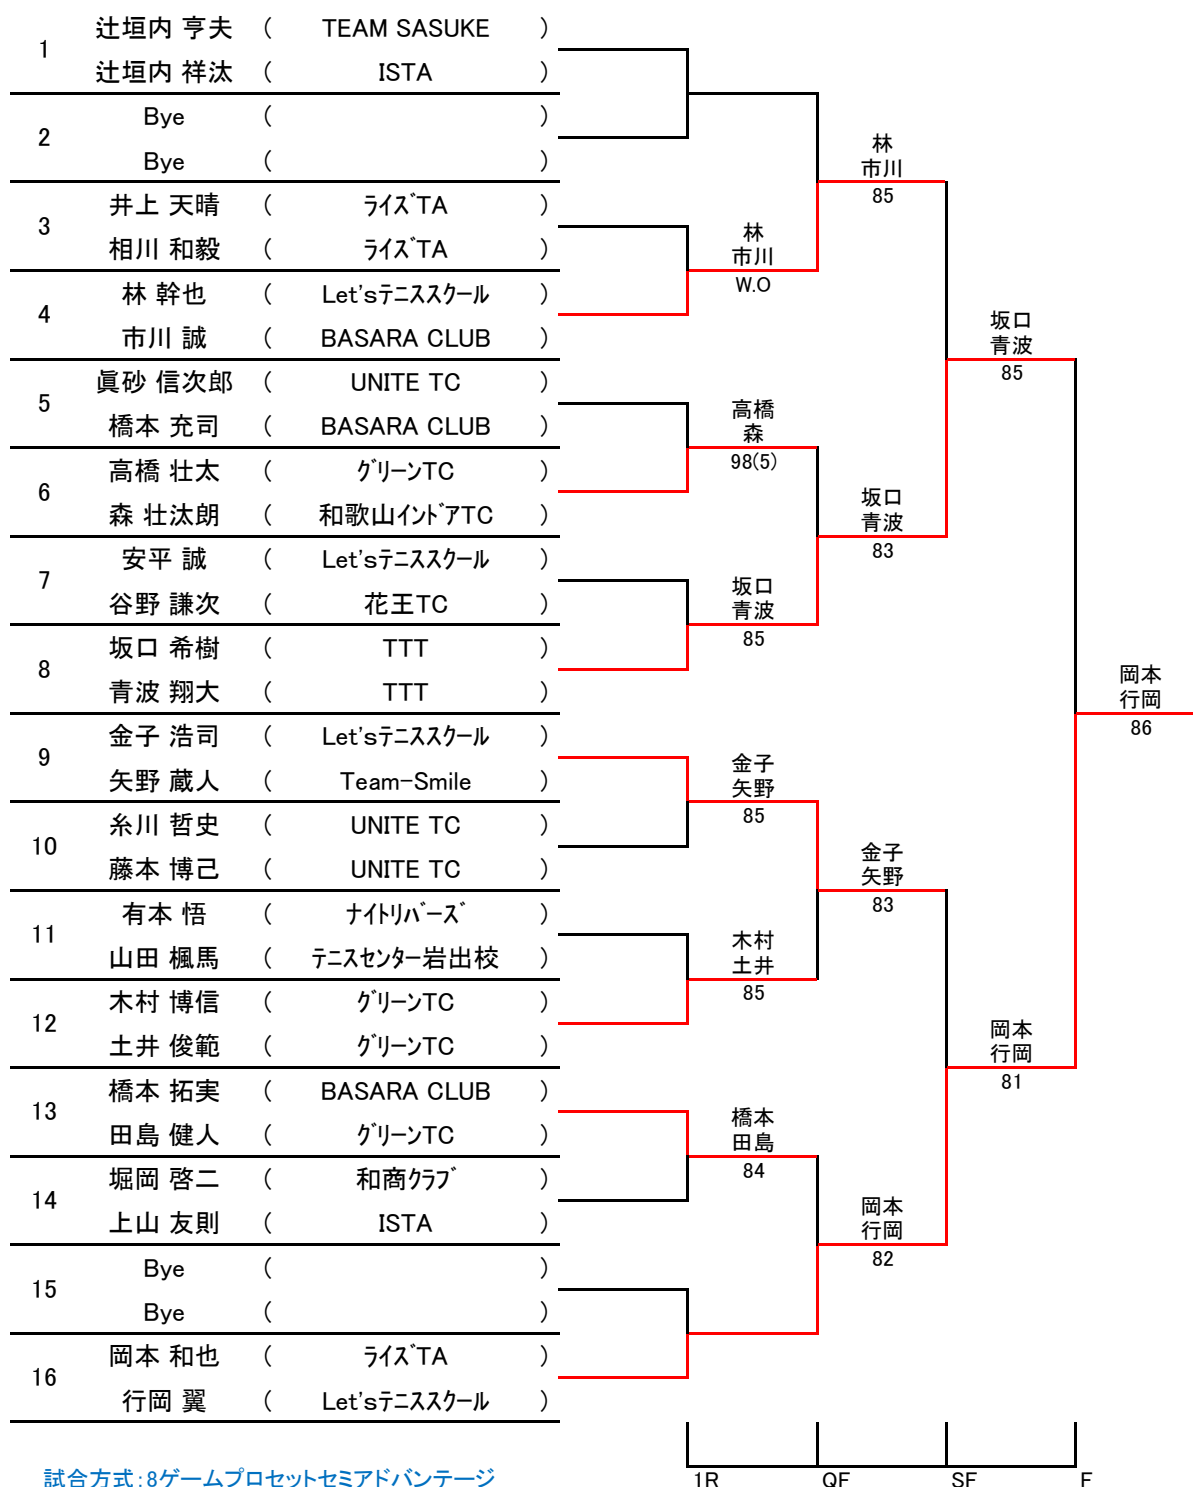 1
辻垣内 亨夫 ( TEAM SASUKE )
辻垣内 祥汰 ( ISTA )
2
Bye ( )
Bye ( )
3
井上 天晴 ( ﾗｲｽﾞTA )
相川 和毅 ( ﾗｲｽﾞTA )
4
林 幹也 ( Let'sﾃﾆｽｽｸｰﾙ )
市川 誠 ( BASARA CLUB )
5
眞砂 信次郎 ( UNITE TC )
橋本 充司 ( BASARA CLUB )
6
高橋 壮太 ( ｸﾞﾘｰﾝTC )
森 壮汰朗 ( 和歌山ｲﾝﾄﾞｱTC )
7
安平 誠 ( Let'sﾃﾆｽｽｸｰﾙ )
谷野 謙次 ( 花王TC )
8
坂口 希樹 ( TTT )
青波 翔大 ( TTT )
9
金子 浩司 ( Let'sﾃﾆｽｽｸｰﾙ )
矢野 蔵人 ( Team-Smile )
10
糸川 哲史 ( UNITE TC )
藤本 博己 ( UNITE TC )
11
有本 悟 ( ﾅｲﾄﾘﾊﾞｰｽﾞ )
山田 楓馬 ( ﾃﾆｽｾﾝﾀｰ岩出校 )
12
木村 博信 ( ｸﾞﾘｰﾝTC )
土井 俊範 ( ｸﾞﾘｰﾝTC )
13
橋本 拓実 ( BASARA CLUB )
田島 健人 ( ｸﾞﾘｰﾝTC )
14
堀岡 啓二 ( 和商ｸﾗﾌﾞ )
上山 友則 ( ISTA )
15
Bye ( )
Bye ( )
16
岡本 和也 ( ﾗｲｽﾞTA )
行岡 翼 ( Let'sﾃﾆｽｽｸｰﾙ )
林
市川
W.O
高橋
森
98(5)
坂口
青波
85
金子
矢野
85
木村
土井
85
橋本
田島
84
林
市川
85
坂口
青波
83
金子
矢野
83
岡本
行岡
82
坂口
青波
85
岡本
行岡
81
岡本
行岡
86
試合方式:8ゲームプロセットセミアドバンテージ
1R QF SF F